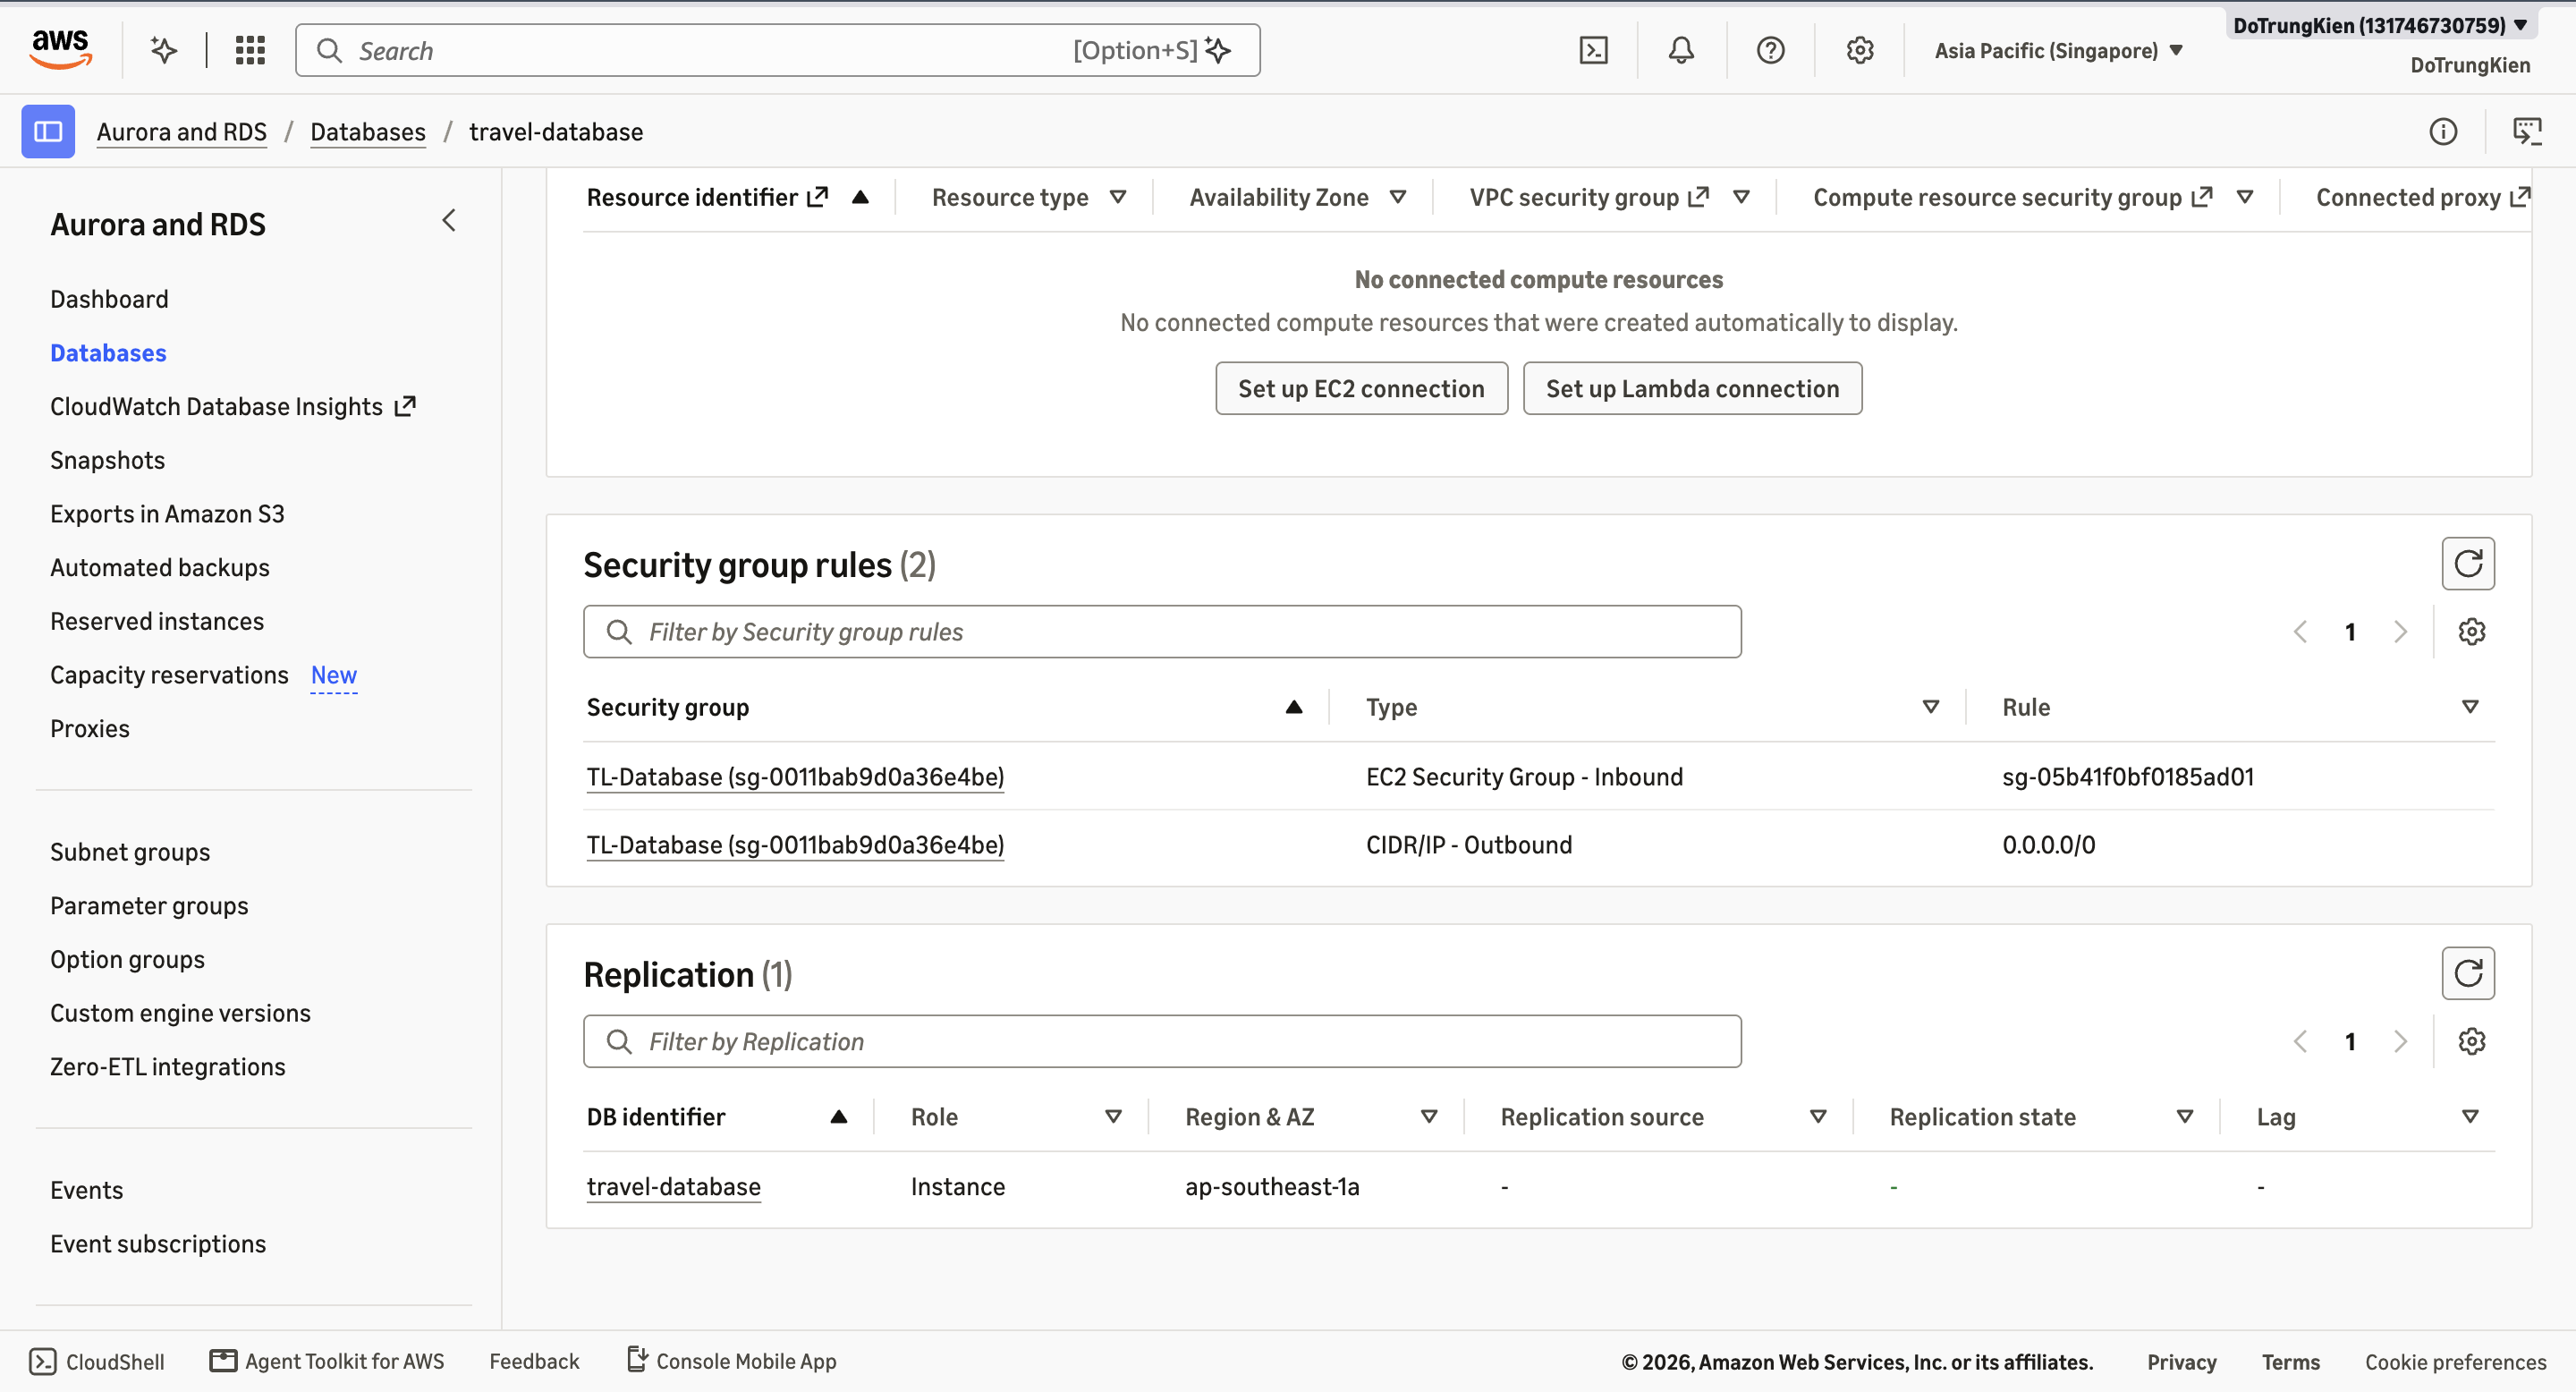 DoTrungKien (131746730759)
aws
Search
[Option+S]
Asia Pacific (Singapore)
DoTrungKien
Aurora and RDS / Databases / travel-database
Aurora and RDS
Dashboard
Databases
CloudWatch Database Insights
Snapshots
Exports in Amazon S3
Automated backups
Reserved instances
Capacity reservations New
Proxies
Subnet groups
Parameter groups
Option groups
Custom engine versions
Zero-ETL integrations
Events
Event subscriptions
Resource identifier Resource type Availability Zone VPC security group Compute resource security group Connected proxy
No connected compute resources
No connected compute resources that were created automatically to display.
Set up EC2 connection Set up Lambda connection
Security group rules (2)
Filter by Security group rules
1
Security group Type Rule
TL-Database (sg-0011bab9d0a36e4be) EC2 Security Group - Inbound sg-05b41f0bf0185ad01
TL-Database (sg-0011bab9d0a36e4be) CIDR/IP - Outbound 0.0.0.0/0
Replication (1)
Filter by Replication
1
DB identifier Role Region & AZ Replication source Replication state Lag
travel-database Instance ap-southeast-1a - - -
CloudShell Agent Toolkit for AWS Feedback Console Mobile App © 2026, Amazon Web Services, Inc. or its affiliates. Privacy Terms Cookie preferences